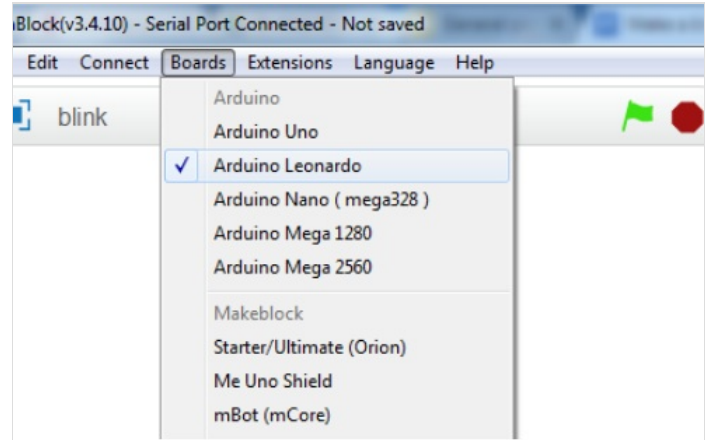 Block(v3.4.10) - Serial Port Connected - Not saved
Edit Connect Boards Extensions Language Help
blink
Arduino
Arduino Uno
✓ Arduino Leonardo
Arduino Nano ( mega328 )
Arduino Mega 1280
Arduino Mega 2560
Makeblock
Starter/Ultimate (Orion)
Me Uno Shield
mBot (mCore)